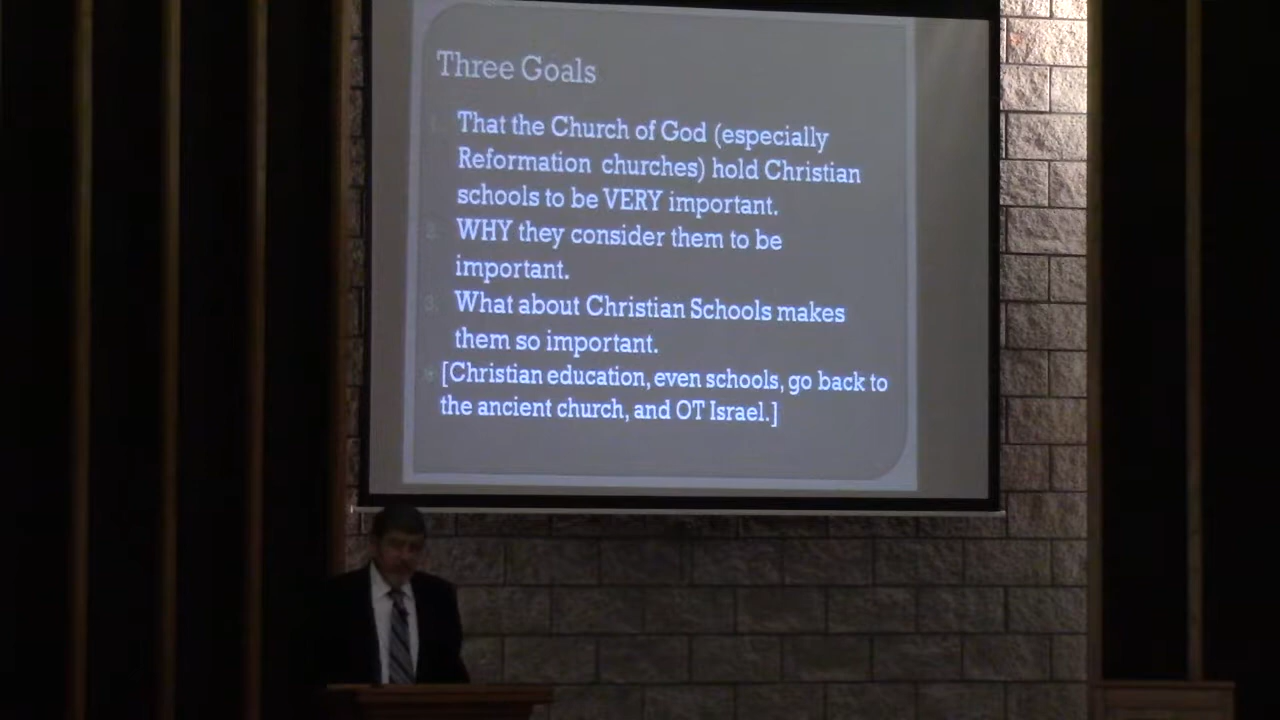 Three Goals
1. That the Church of God (especially
Reformation churches) hold Christian
schools to be VERY important.
2. WHY they consider them to be
important.
3. What about Christian Schools makes
them so important.
[Christian education, even schools, go back to
the ancient church, and OT Israel.]